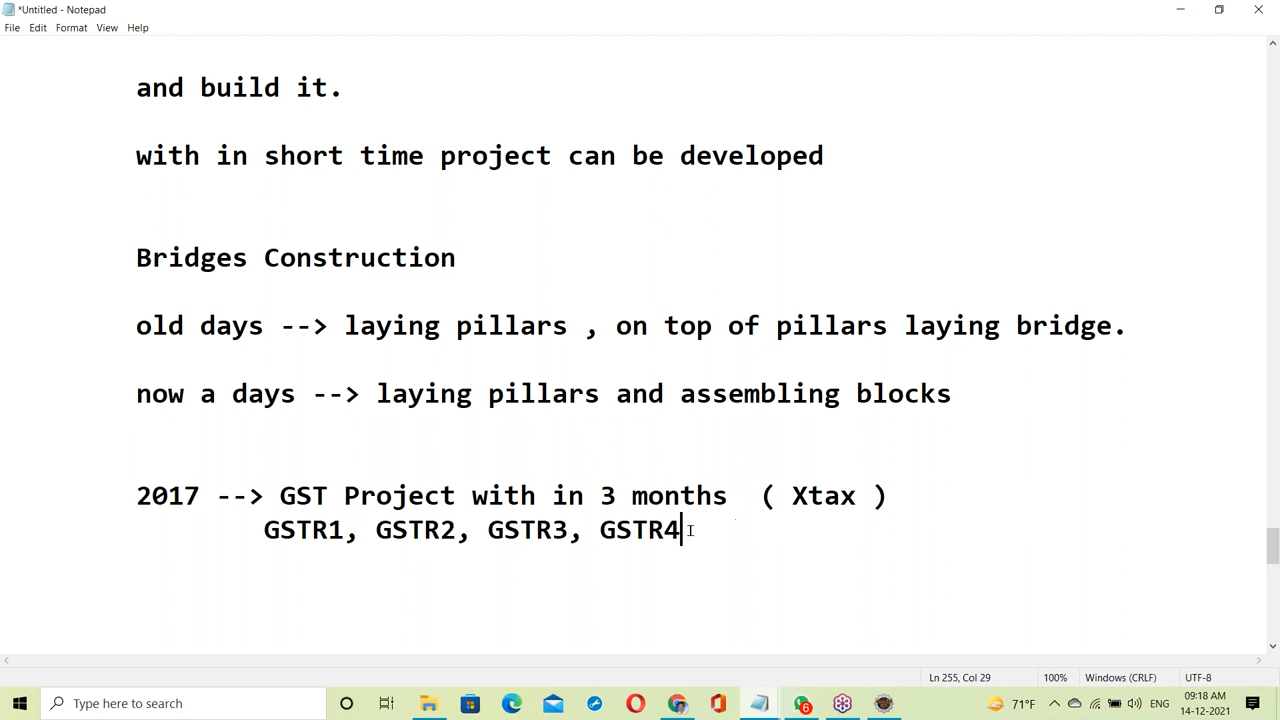 *Untitled - Notepad
File Edit Format View Help
and build it.
with in short time project can be developed
Bridges Construction
old days --> laying pillars , on top of pillars laying bridge.
now a days --> laying pillars and assembling blocks
2017 --> GST Project with in 3 months ( Xtax )
GSTR1, GSTR2, GSTR3, GSTR4
Ln 255, Col 29 100% Windows (CRLF) UTF-8
Type here to search 6 71°F ENG 09:18 AM
14-12-2021